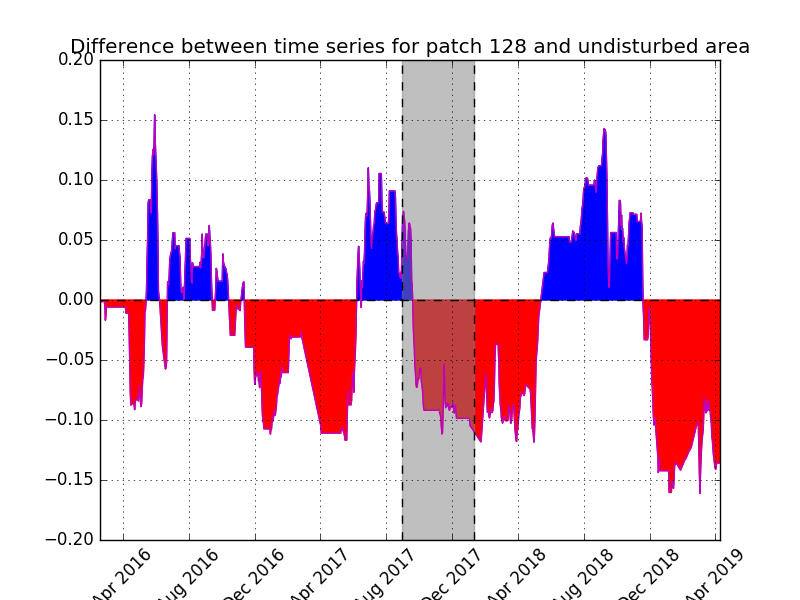 Difference between time series for patch 128 and undisturbed area
0.20
0.15
0.10
0.05
0.00
−0.05
−0.10
−0.15
−0.20
Apr 2016
Aug 2016
Dec 2016
Apr 2017
Aug 2017
Dec 2017
Apr 2018
Aug 2018
Dec 2018
Apr 2019